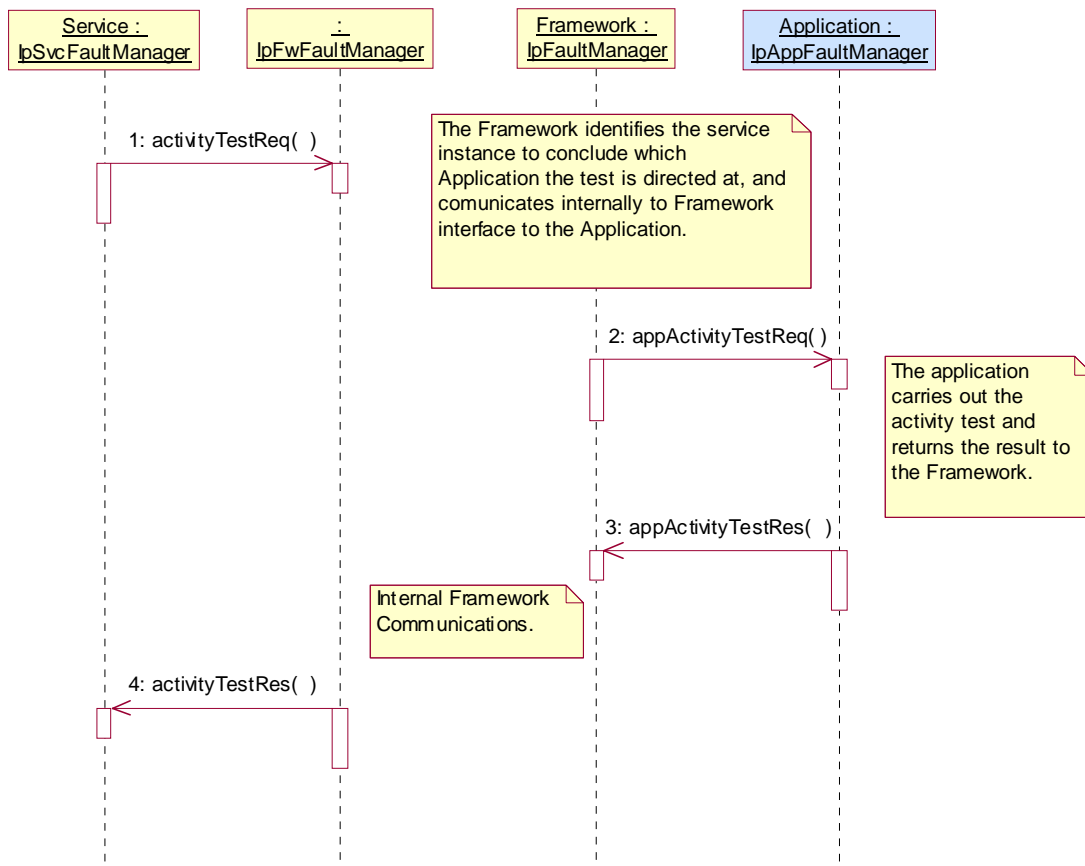 Service :
IpSvcFaultManager
:
IpFwFaultManager
Framework :
IpFaultManager
Application :
IpAppFaultManager
1: activityTestReq( )
The Framework identifies the service
instance to conclude which
Application the test is directed at, and
comunicates internally to Framework
interface to the Application.
2: appActivityTestReq( )
The application
carries out the
activity test and
returns the result to
the Framework.
3: appActivityTestRes( )
Internal Framework
Communications.
4: activityTestRes( )